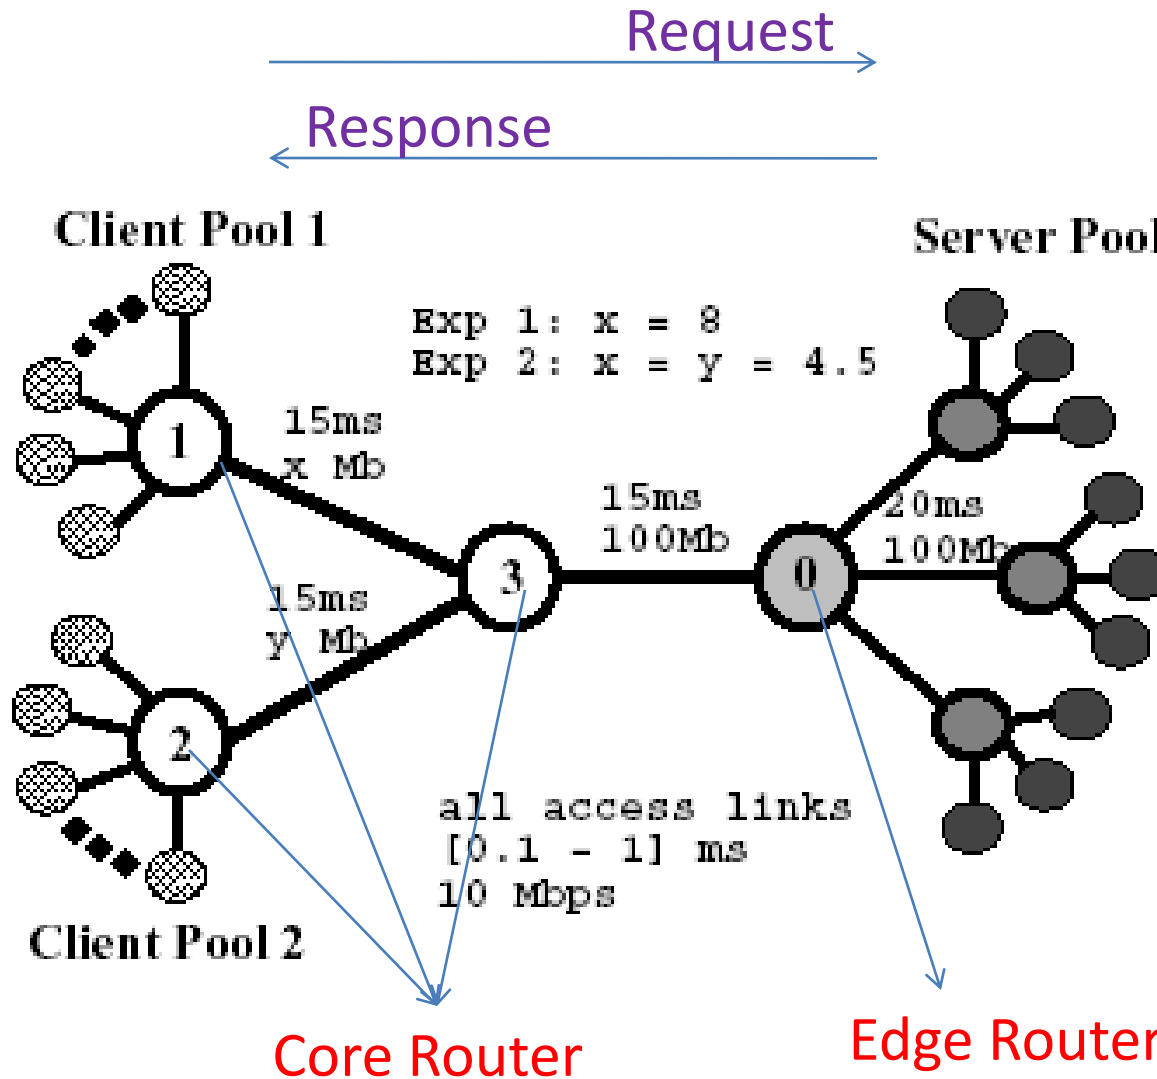 Request
Response
Client Pool 1
Server Pool
Exp 1: x = 8
Exp 2: x = y = 4.5
15ms
x Mb
1
15ms
100Mb
20ms
100Mb
3
0
15ms
y Mb
2
all access links
[0.1 - 1] ms
10 Mbps
Client Pool 2
Core Router
Edge Router